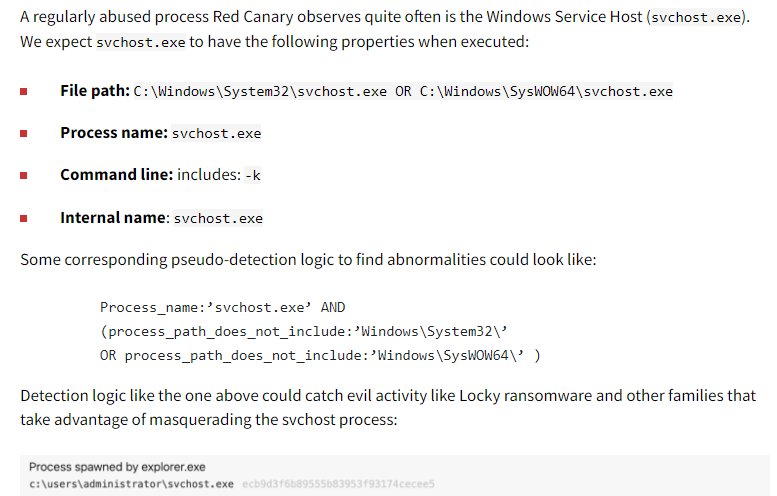 A regularly abused process Red Canary observes quite often is the Windows Service Host (svchost.exe).
We expect svchost.exe to have the following properties when executed:
File path: C:\Windows\System32\svchost.exe OR C:\Windows\SysWOW64\svchost.exe
Process name: svchost.exe
Command line: includes: -k
Internal name: svchost.exe
Some corresponding pseudo-detection logic to find abnormalities could look like:
Process_name:’svchost.exe’ AND
(process_path_does_not_include:’Windows\System32\’
OR process_path_does_not_include:’Windows\SysWOW64\’ )
Detection logic like the one above could catch evil activity like Locky ransomware and other families that
take advantage of masquerading the svchost process:
Process spawned by explorer.exe
c:\users\administrator\svchost.exe ecb9d3f6b89555b83953f93174cecee5